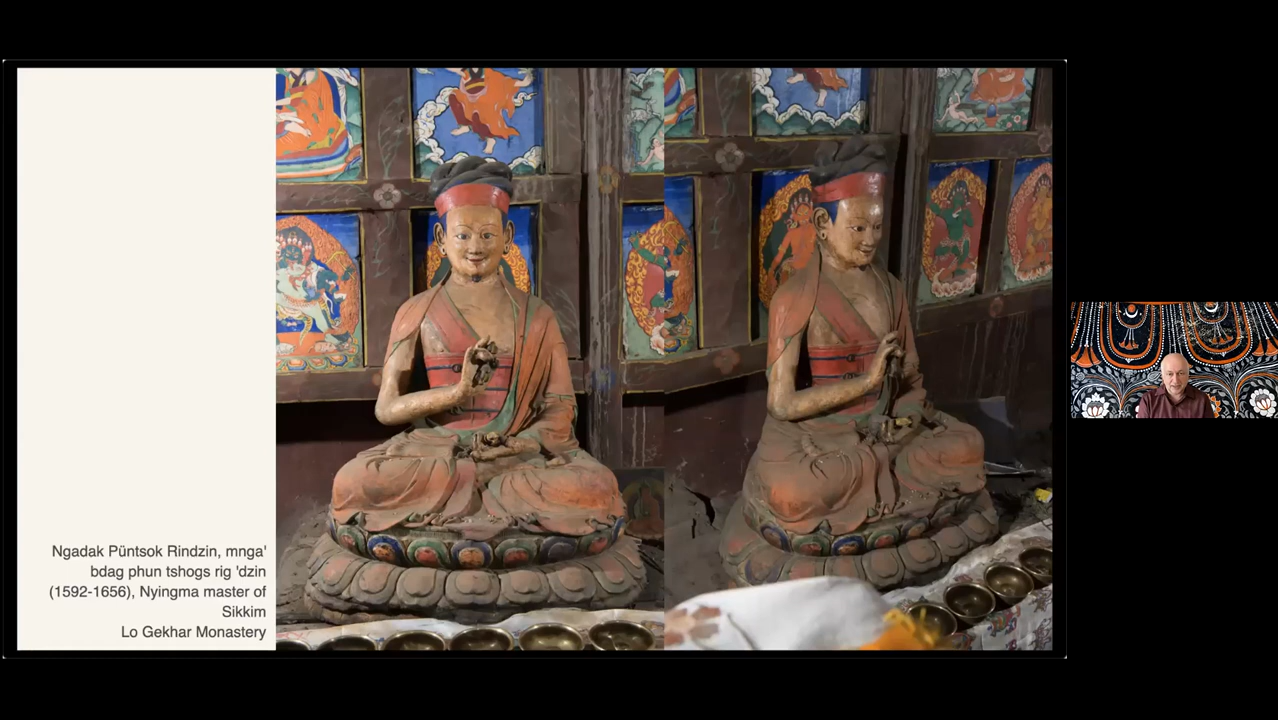 Ngadak Püntsok Rindzin, mnga'
bdag phun tshogs rig 'dzin
(1592-1656), Nyingma master of
Sikkim
Lo Gekhar Monastery